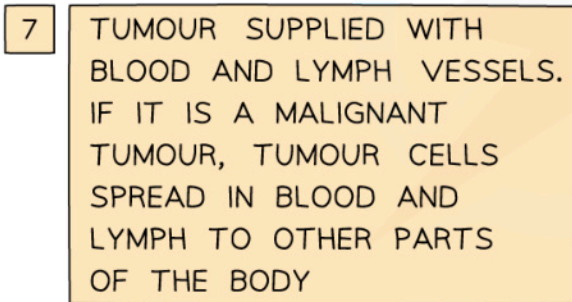 7
TUMOUR SUPPLIED WITH
BLOOD AND LYMPH VESSELS.
IF IT IS A MALIGNANT
TUMOUR, TUMOUR CELLS
SPREAD IN BLOOD AND
LYMPH TO OTHER PARTS
OF THE BODY